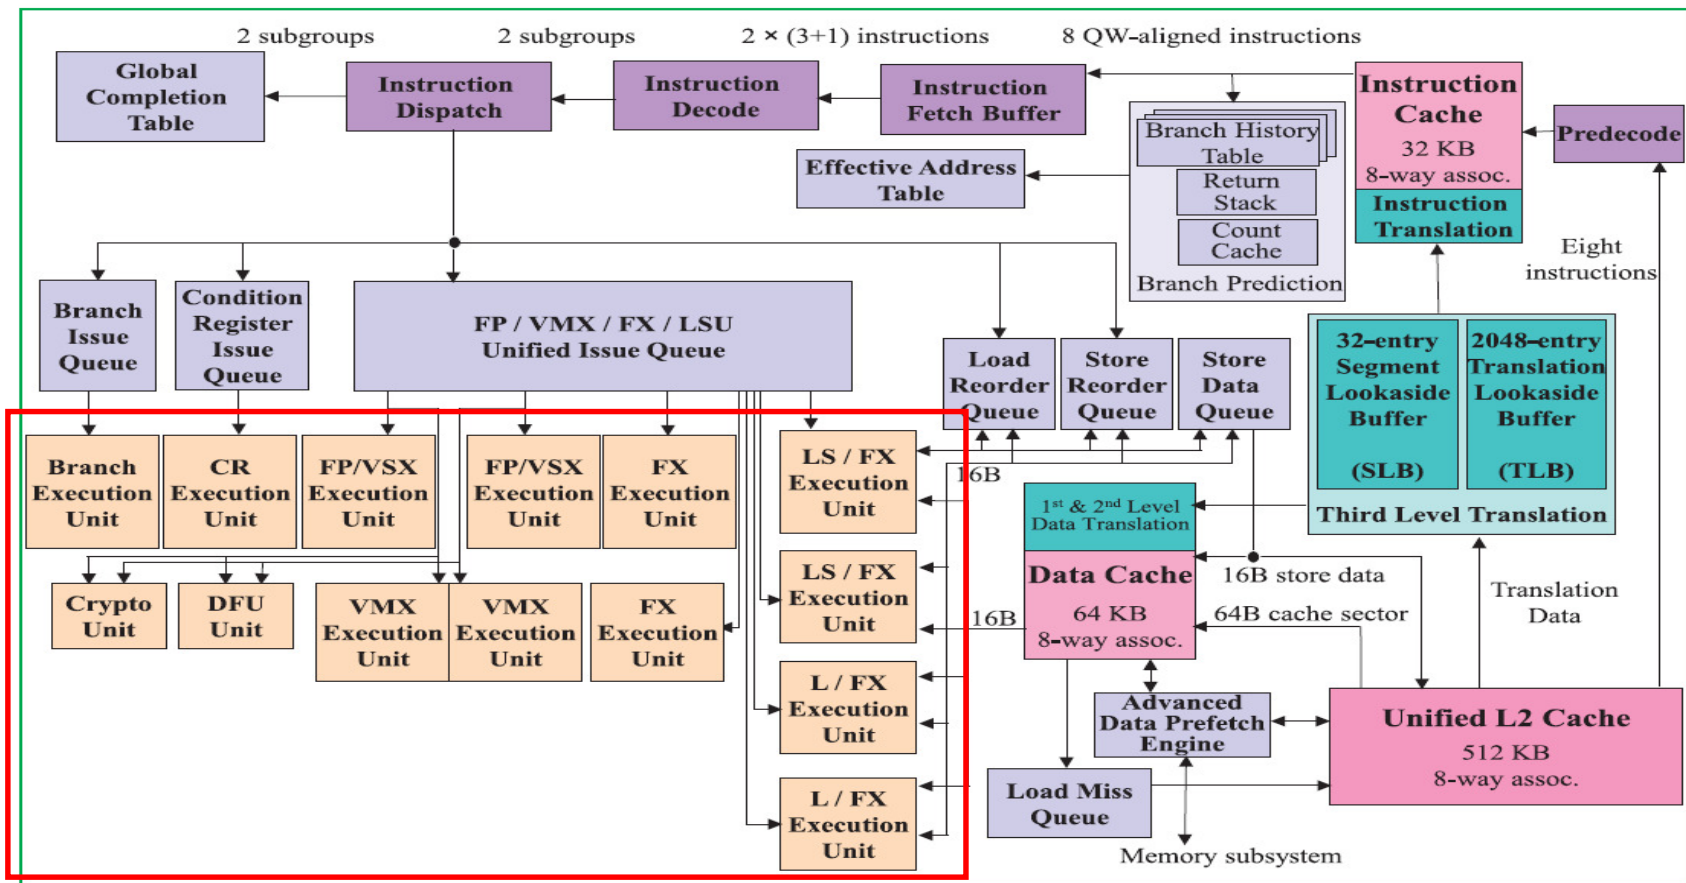 2 subgroups
2 subgroups
2 × (3+1) instructions
8 QW-aligned instructions
Global
Completion
Table
Instruction
Dispatch
Instruction
Decode
Instruction
Fetch Buffer
Instruction
Cache
32 KB
8-way assoc.
Instruction
Translation
Predecode
Branch History
Table
Return
Stack
Count
Cache
Branch Prediction
Effective Address
Table
Eight
instructions
Branch
Issue
Queue
Condition
Register
Issue
Queue
FP / VMX / FX / LSU
Unified Issue Queue
Load
Reorder
Queue
Store
Reorder
Queue
Store
Data
Queue
32-entry
Segment
Lookaside
Buffer
(SLB)
2048-entry
Translation
Lookaside
Buffer
(TLB)
Third Level Translation
Branch
Execution
Unit
CR
Execution
Unit
FP/VSX
Execution
Unit
FP/VSX
Execution
Unit
FX
Execution
Unit
LS / FX
Execution
Unit
16B
1st & 2nd Level
Data Translation
Data Cache
64 KB
8-way assoc.
16B store data
64B cache sector
Translation
Data
Crypto
Unit
DFU
Unit
VMX
Execution
Unit
VMX
Execution
Unit
FX
Execution
Unit
LS / FX
Execution
Unit
16B
L / FX
Execution
Unit
Advanced
Data Prefetch
Engine
Unified L2 Cache
512 KB
8-way assoc.
L / FX
Execution
Unit
Load Miss
Queue
Memory subsystem